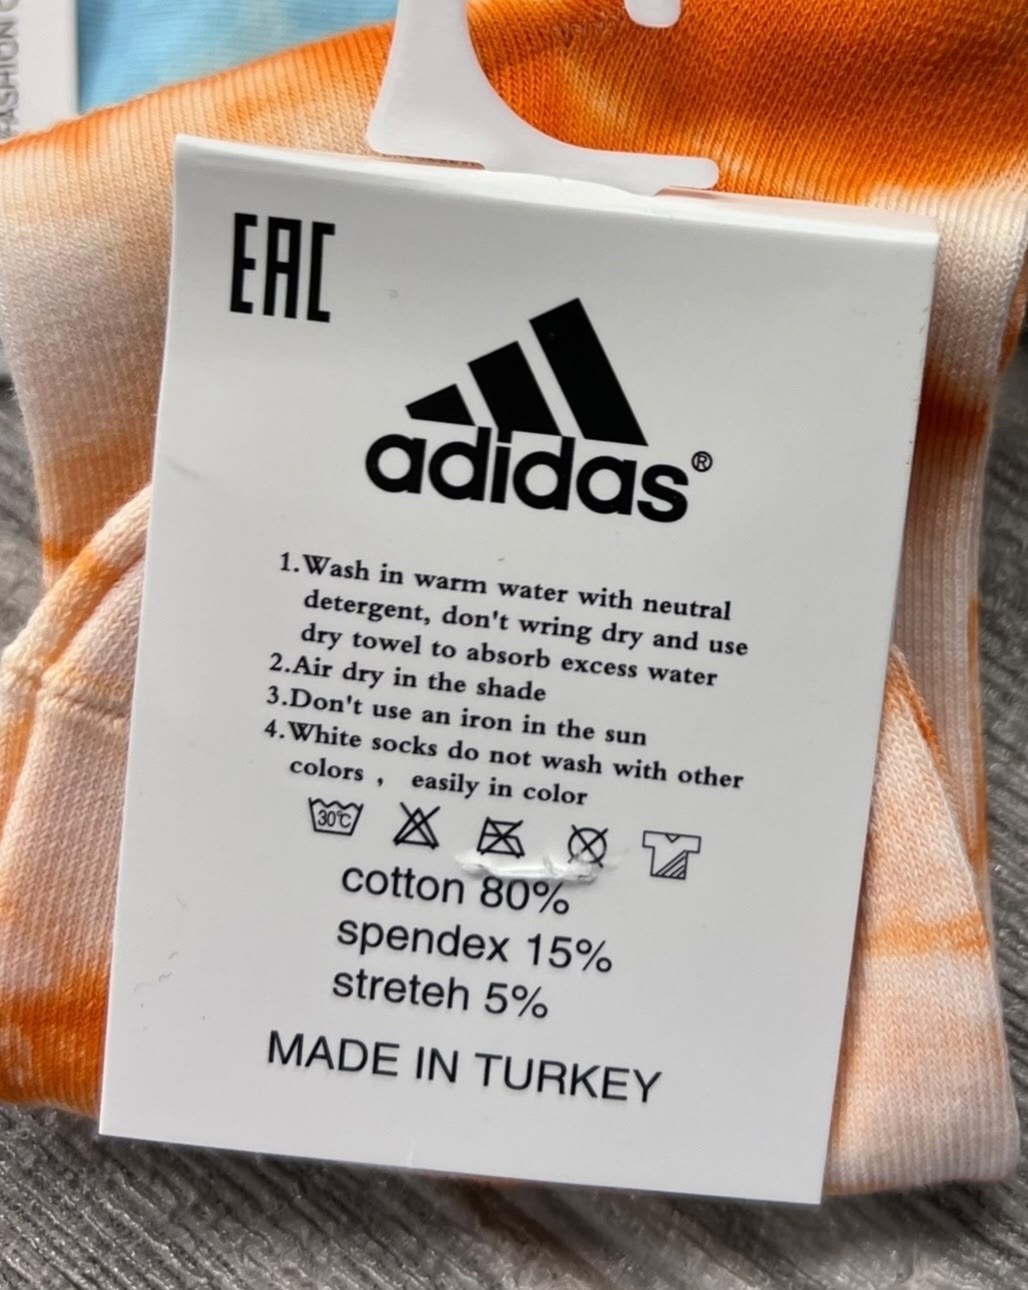 FASHION
EAC
adidas®
1.Wash in warm water with neutral
detergent, don't wring dry and use
dry towel to absorb excess water
2.Air dry in the shade
3.Don't use an iron in the sun
4.White socks do not wash with other
colors , easily in color
30℃
cotton 80%
spendex 15%
streteh 5%
MADE IN TURKEY